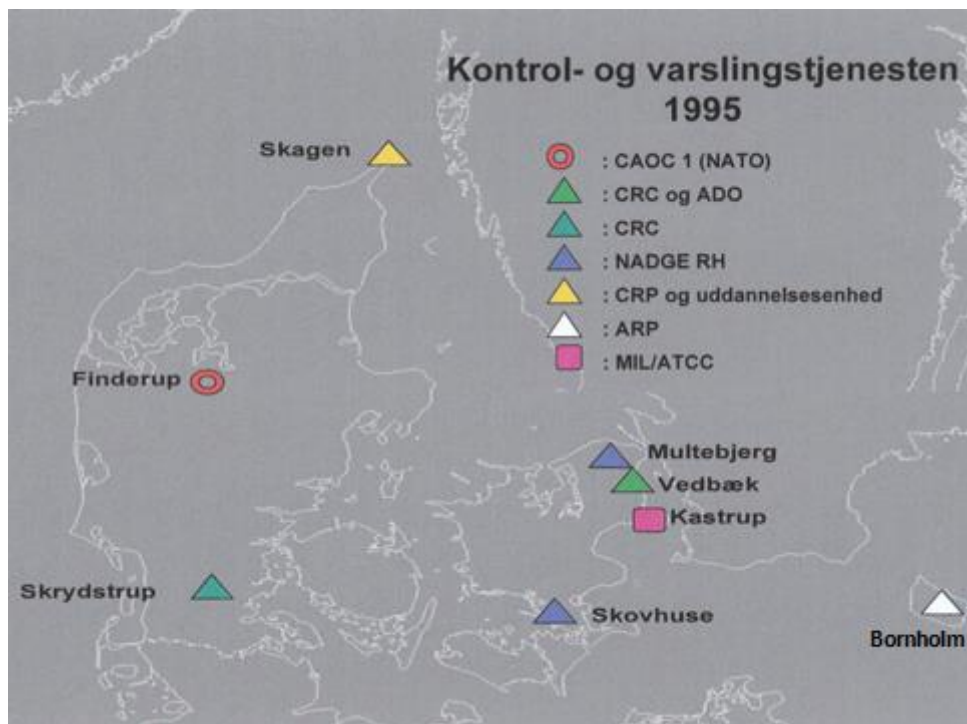 Kontrol- og varslingstjenesten
1995
Skagen
: CAOC 1 (NATO)
: CRC og ADO
: CRC
: NADGE RH
: CRP og uddannelsesenhed
: ARP
: MIL/ATCC
Finderup
Multebjerg
Vedbæk
Kastrup
Skrydstrup
Skovhuse
Bornholm